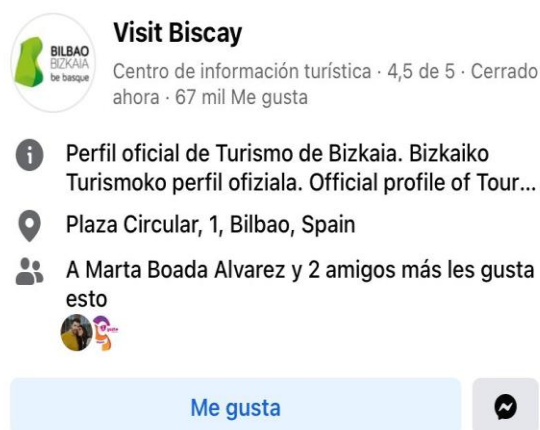 BILBAO
BIZKAIA
be basque
Visit Biscay
Centro de información turística · 4,5 de 5 · Cerrado
ahora · 67 mil Me gusta
Perfil oficial de Turismo de Bizkaia. Bizkaiko
Turismoko perfil ofiziala. Official profile of Tour...
Plaza Circular, 1, Bilbao, Spain
A Marta Boada Alvarez y 2 amigos más les gusta
esto
Me gusta